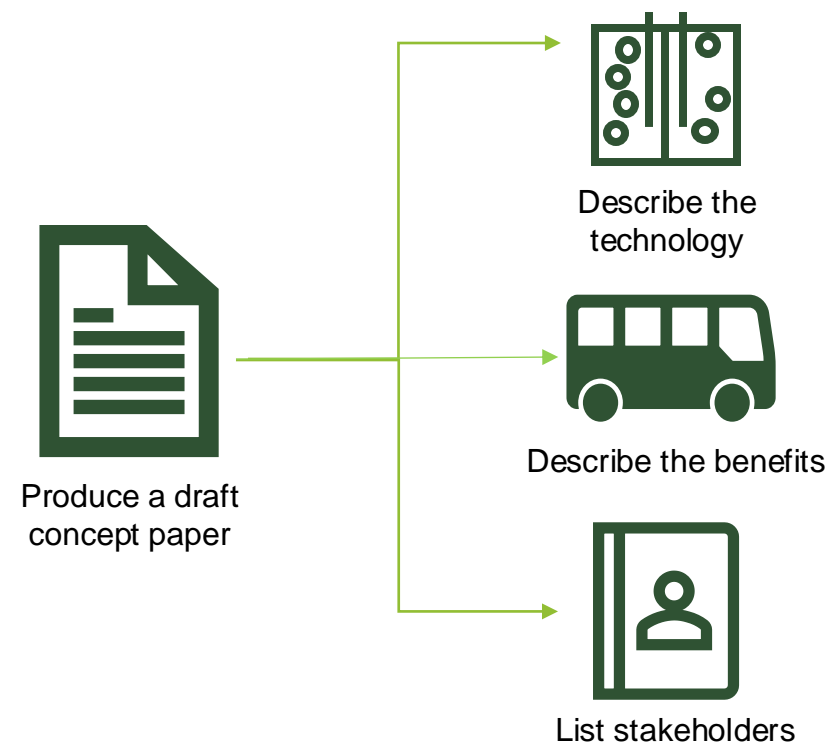 Describe the
technology
Describe the benefits
Produce a draft
concept paper
List stakeholders